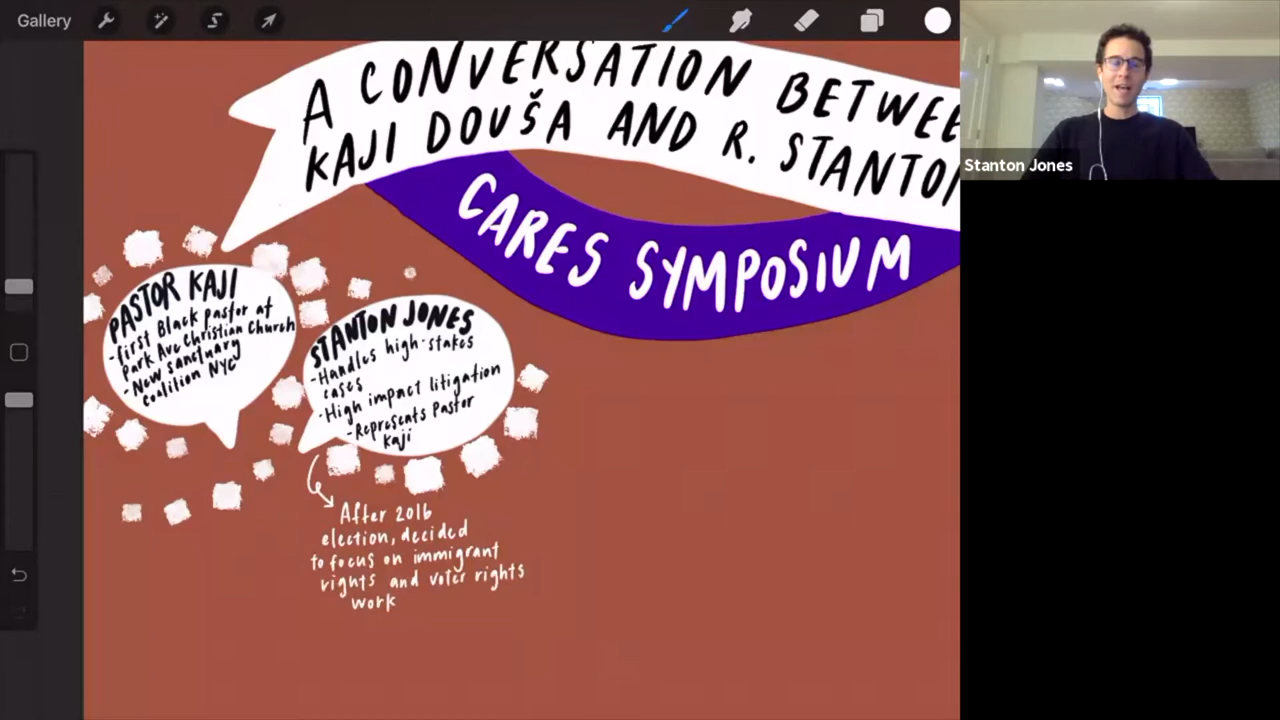 Gallery
A CONVERSATION BETWEE
KAJI DOUŠA AND R. STANTON
CARES SYMPOSIUM
PASTOR KAJI
-First Black Pastor at
Park Ave Christian Church
-New sanctuary
coalition NYC
STANTON JONES
-Handles high-stakes
cases
-High impact litigation
-Represents Pastor
Kaji
After 2016
election, decided
to focus on immigrant
rights and voter rights
work
Stanton Jones